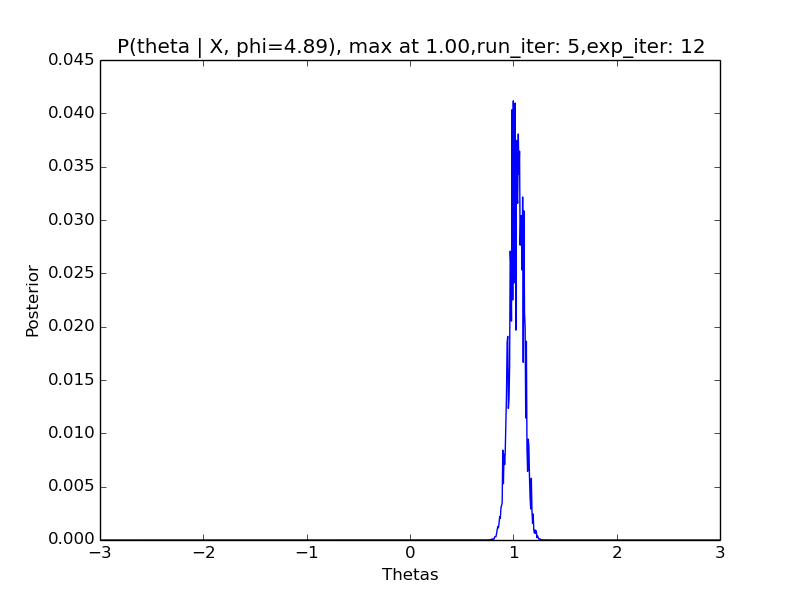 P(theta | X, phi=4.89), max at 1.00,run_iter: 5,exp_iter: 12
0.045
0.040
0.035
0.030
0.025
0.020
0.015
0.010
0.005
0.000
Posterior
−3 −2 −1 0 1 2 3
Thetas